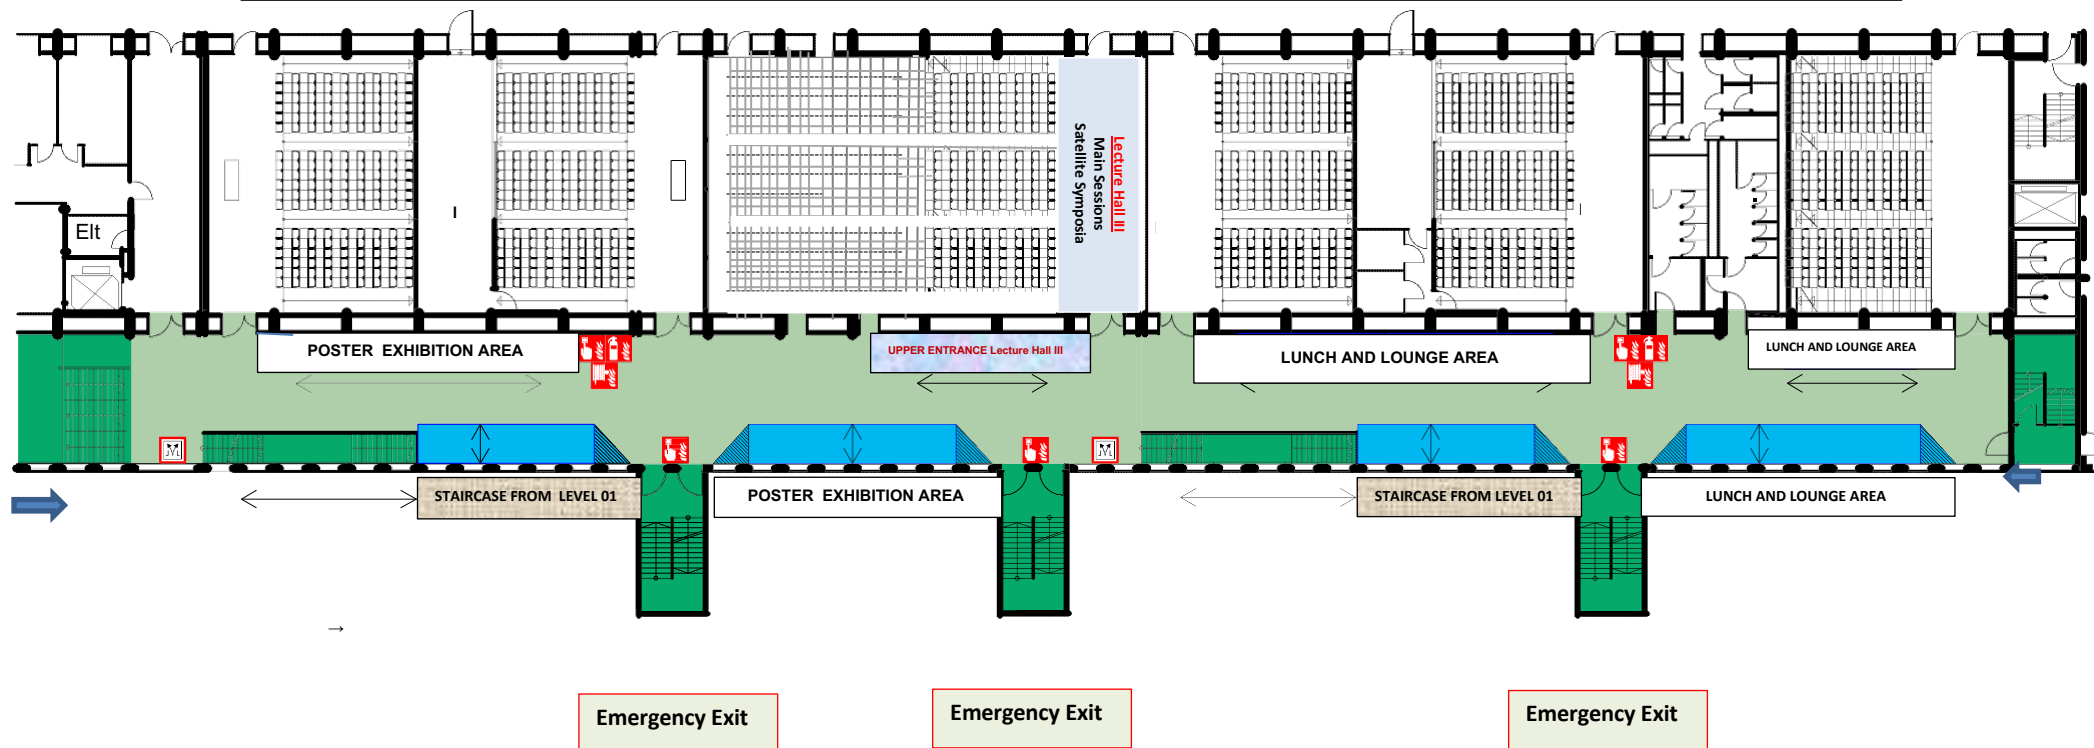 Lecture Hall III
Main Sessions
Satellite Symposia
Elt
I
POSTER EXHIBITION AREA
UPPER ENTRANCE Lecture Hall III
LUNCH AND LOUNGE AREA
LUNCH AND LOUNGE AREA
STAIRCASE FROM LEVEL 01
POSTER EXHIBITION AREA
STAIRCASE FROM LEVEL 01
LUNCH AND LOUNGE AREA
→
Emergency Exit
Emergency Exit
Emergency Exit